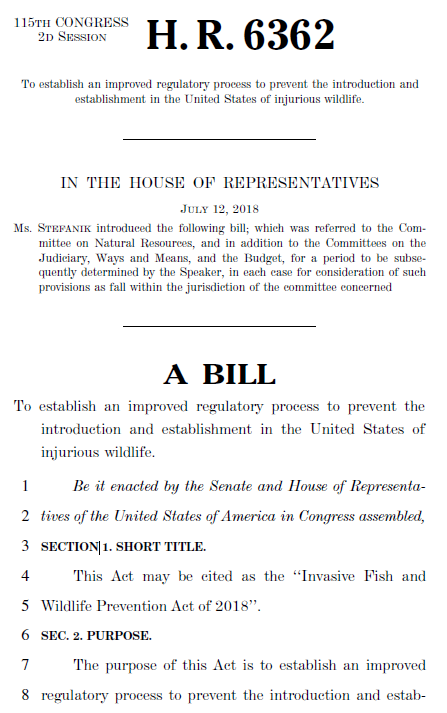 115TH CONGRESS
2D SESSION
H. R. 6362
To establish an improved regulatory process to prevent the introduction and
establishment in the United States of injurious wildlife.
IN THE HOUSE OF REPRESENTATIVES
JULY 12, 2018
Ms. STEFANIK introduced the following bill; which was referred to the Com-
mittee on Natural Resources, and in addition to the Committees on the
Judiciary, Ways and Means, and the Budget, for a period to be subse-
quently determined by the Speaker, in each case for consideration of such
provisions as fall within the jurisdiction of the committee concerned
A BILL
To establish an improved regulatory process to prevent the
introduction and establishment in the United States of
injurious wildlife.
1 Be it enacted by the Senate and House of Representa-
2 tives of the United States of America in Congress assembled,
3 SECTION 1. SHORT TITLE.
4 This Act may be cited as the ‘‘Invasive Fish and
5 Wildlife Prevention Act of 2018’’.
6 SEC. 2. PURPOSE.
7 The purpose of this Act is to establish an improved
8 regulatory process to prevent the introduction and estab-